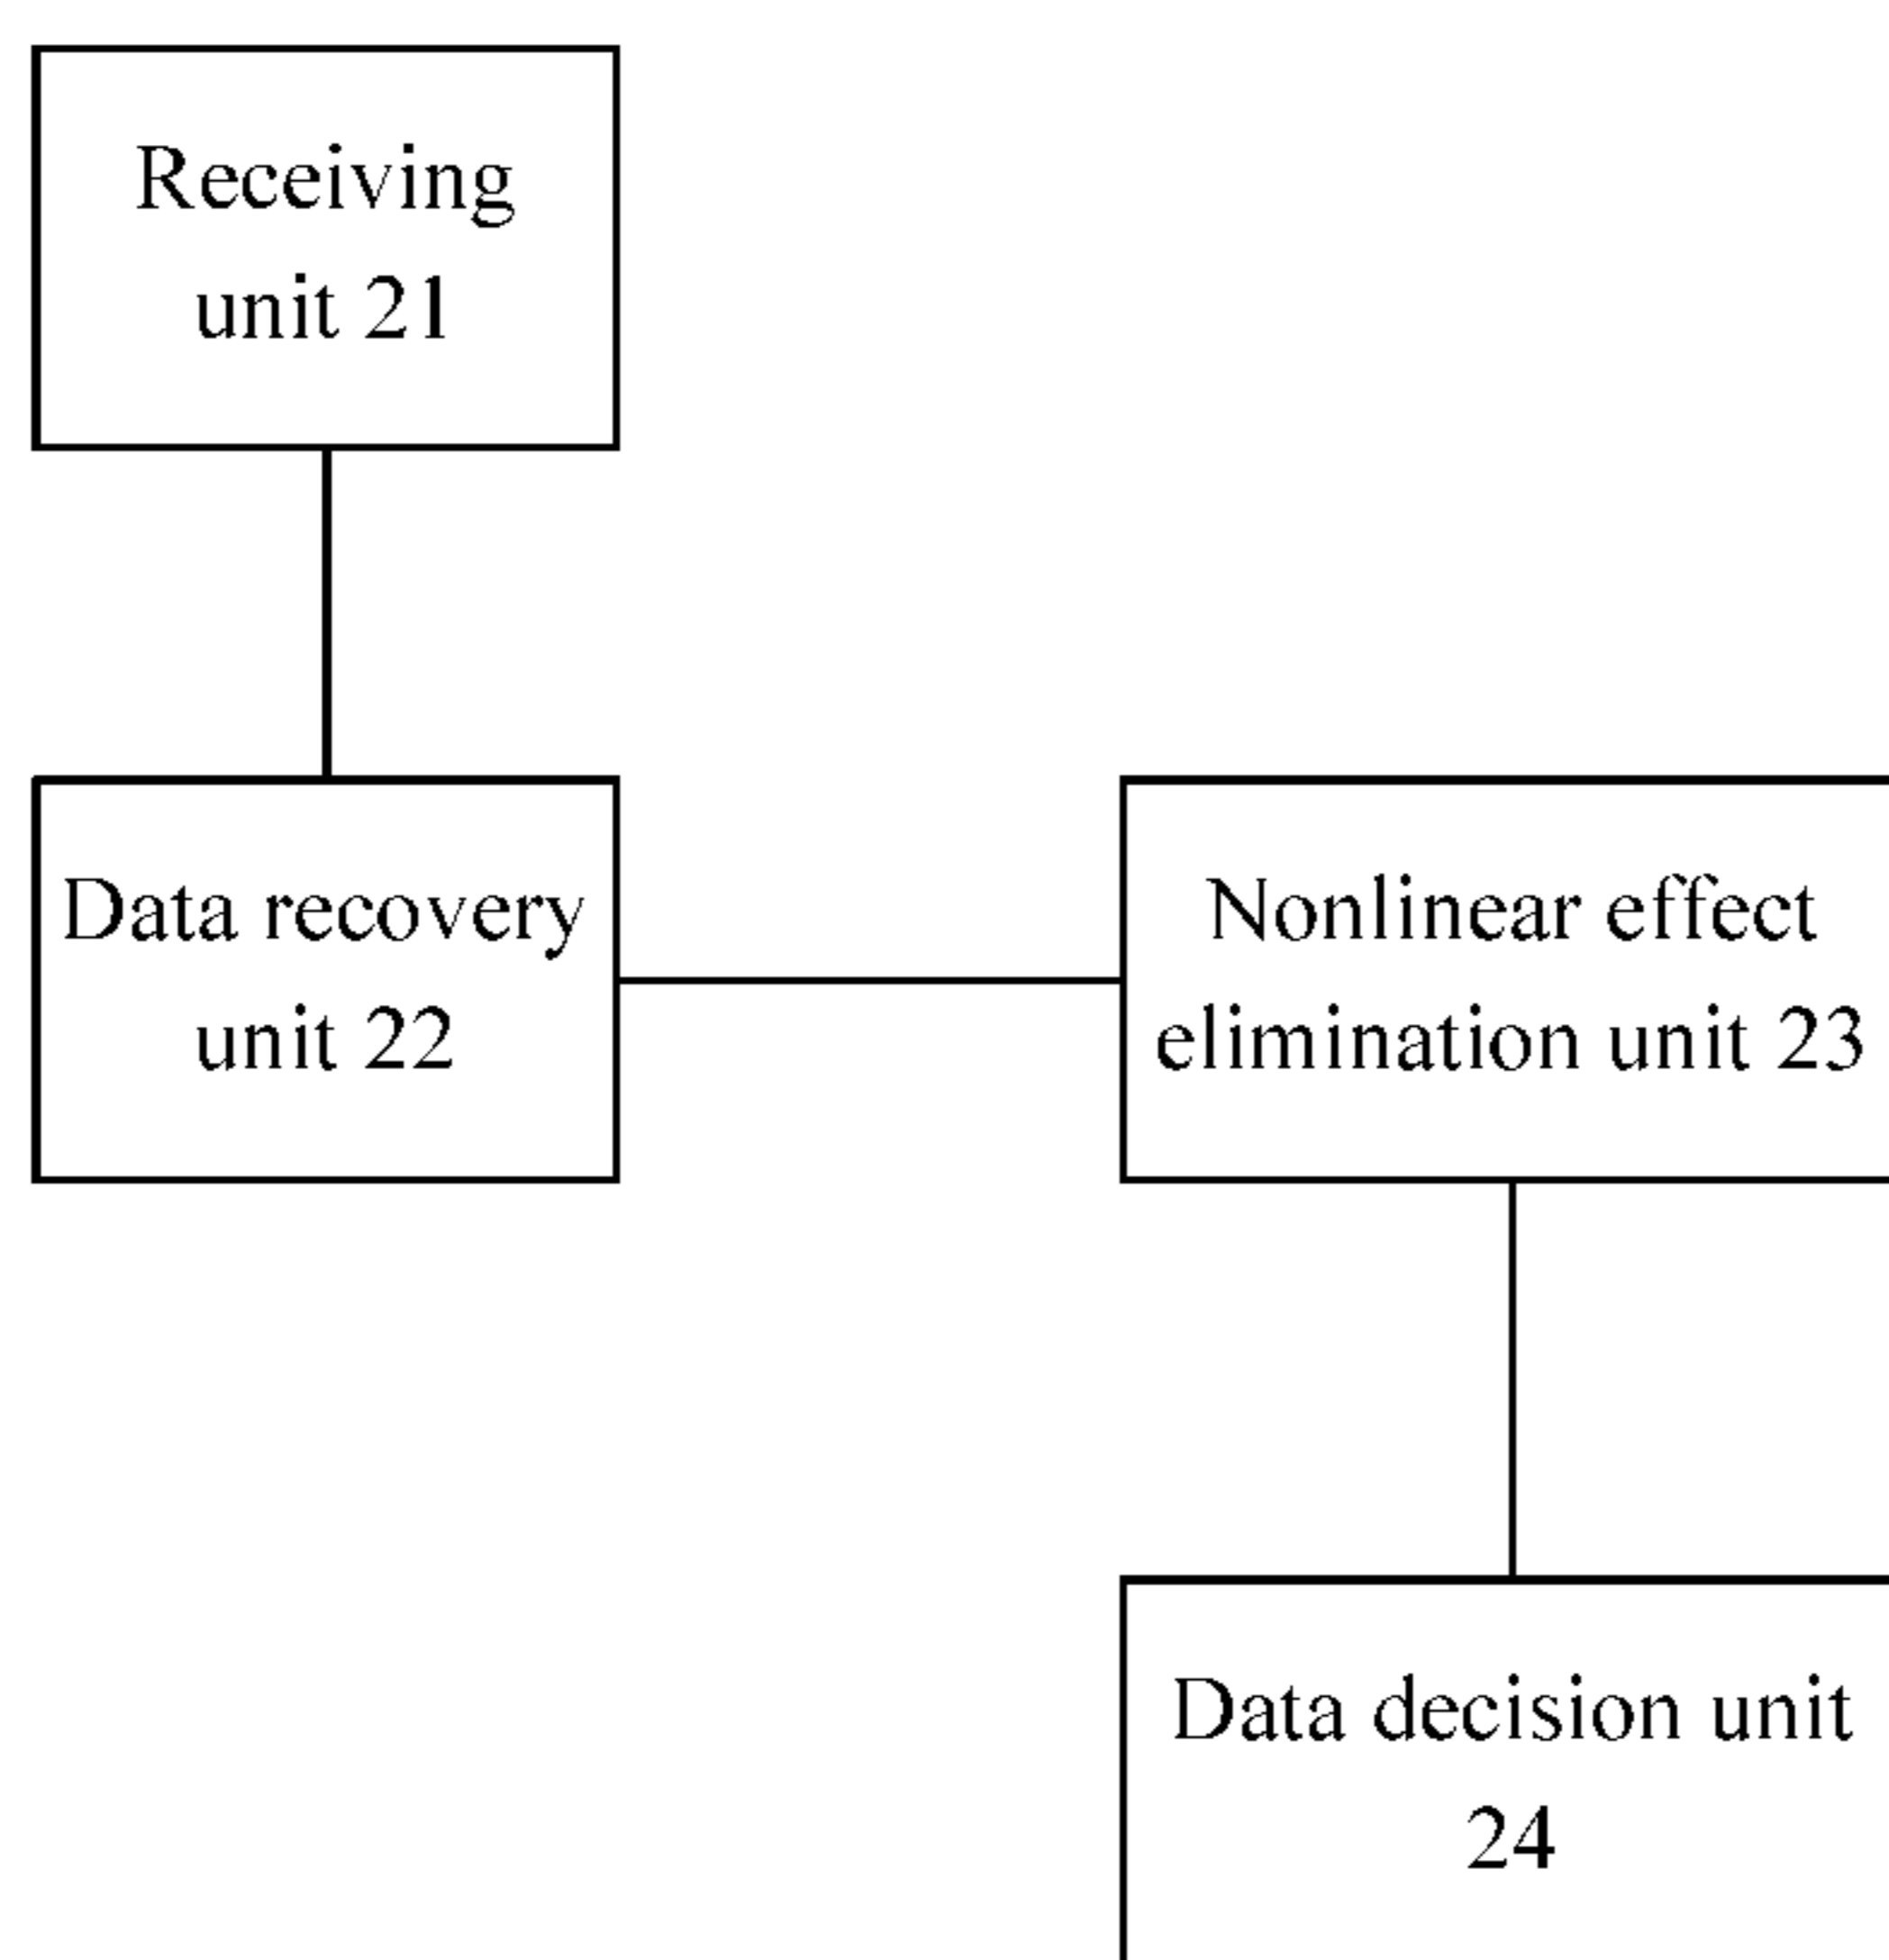 Receiving
unit 21
Data recovery
unit 22
Nonlinear effect
elimination unit 23
Data decision unit
24